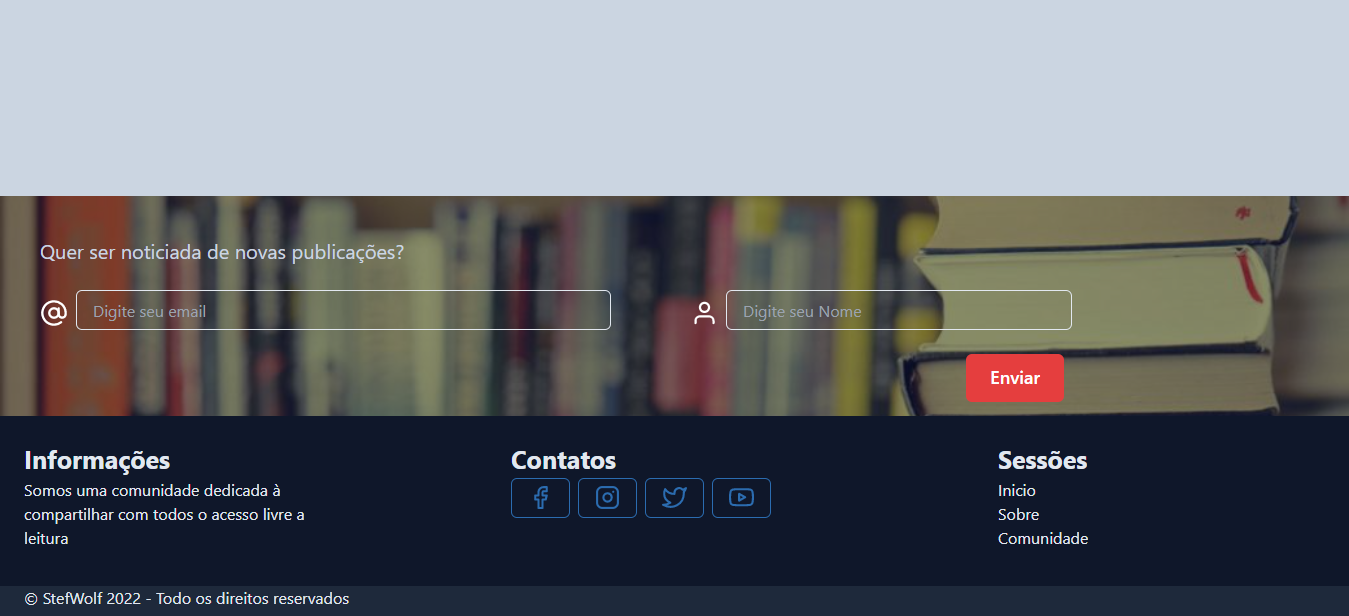 Quer ser noticiada de novas publicações?
@ Digite seu email
Digite seu Nome
Enviar
Informações
Somos uma comunidade dedicada à
compartilhar com todos o acesso livre a
leitura
Contatos
Sessões
Inicio
Sobre
Comunidade
© StefWolf 2022 - Todo os direitos reservados